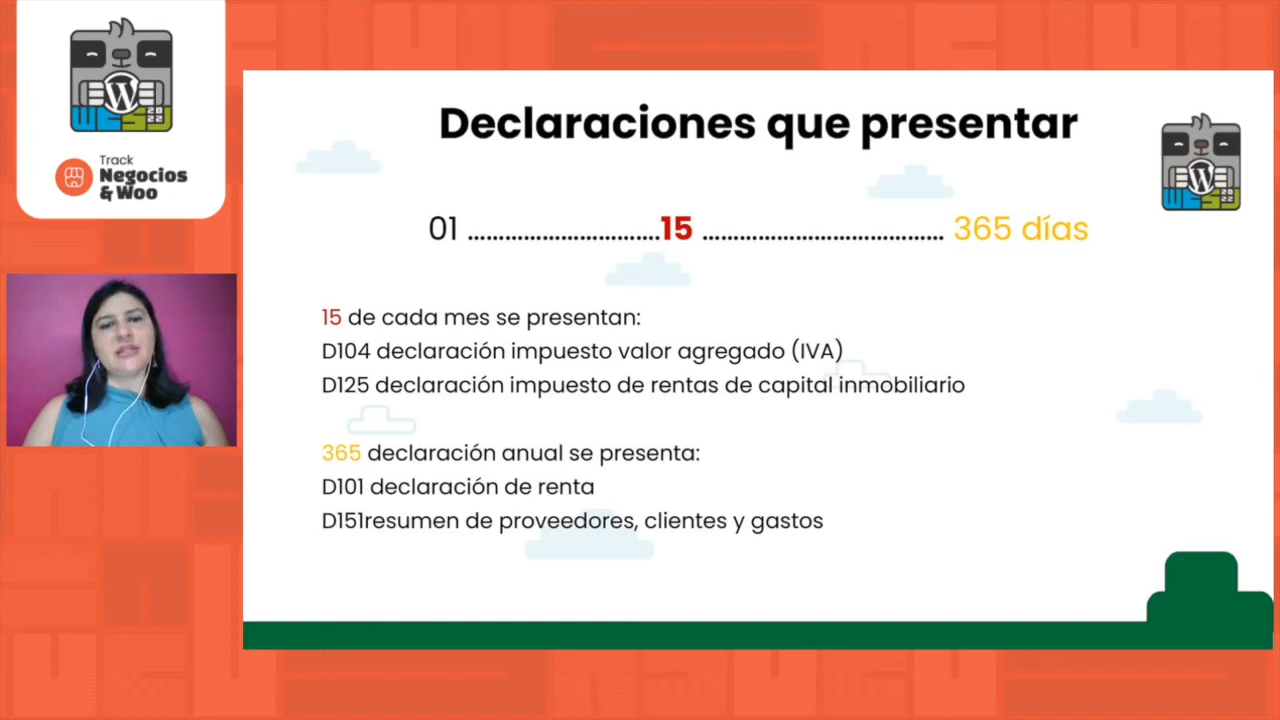 Track
Negocios
& Woo
Declaraciones que presentar
01 ...............................15 ....................................... 365 días
15 de cada mes se presentan:
D104 declaración impuesto valor agregado (IVA)
D125 declaración impuesto de rentas de capital inmobiliario
365 declaración anual se presenta:
D101 declaración de renta
D151resumen de proveedores, clientes y gastos